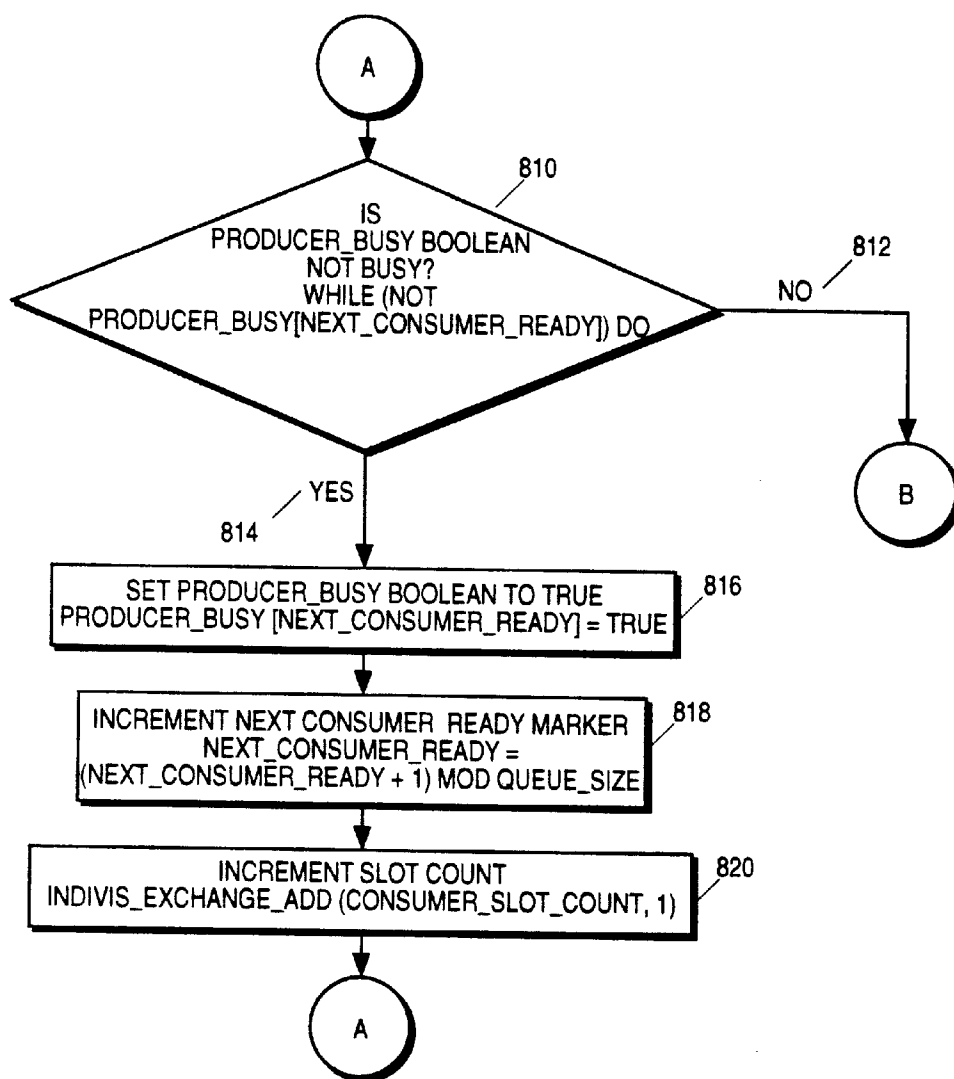 A
810
IS
PRODUCER_BUSY BOOLEAN
NOT BUSY?
WHILE (NOT
PRODUCER_BUSY[NEXT_CONSUMER_READY]) DO
NO
812
B
YES
814
SET PRODUCER_BUSY BOOLEAN TO TRUE
PRODUCER_BUSY [NEXT_CONSUMER_READY] = TRUE
816
INCREMENT NEXT CONSUMER READY MARKER
NEXT_CONSUMER_READY =
(NEXT_CONSUMER_READY + 1) MOD QUEUE_SIZE
818
INCREMENT SLOT COUNT
INDIVIS_EXCHANGE_ADD (CONSUMER_SLOT_COUNT, 1)
820
A